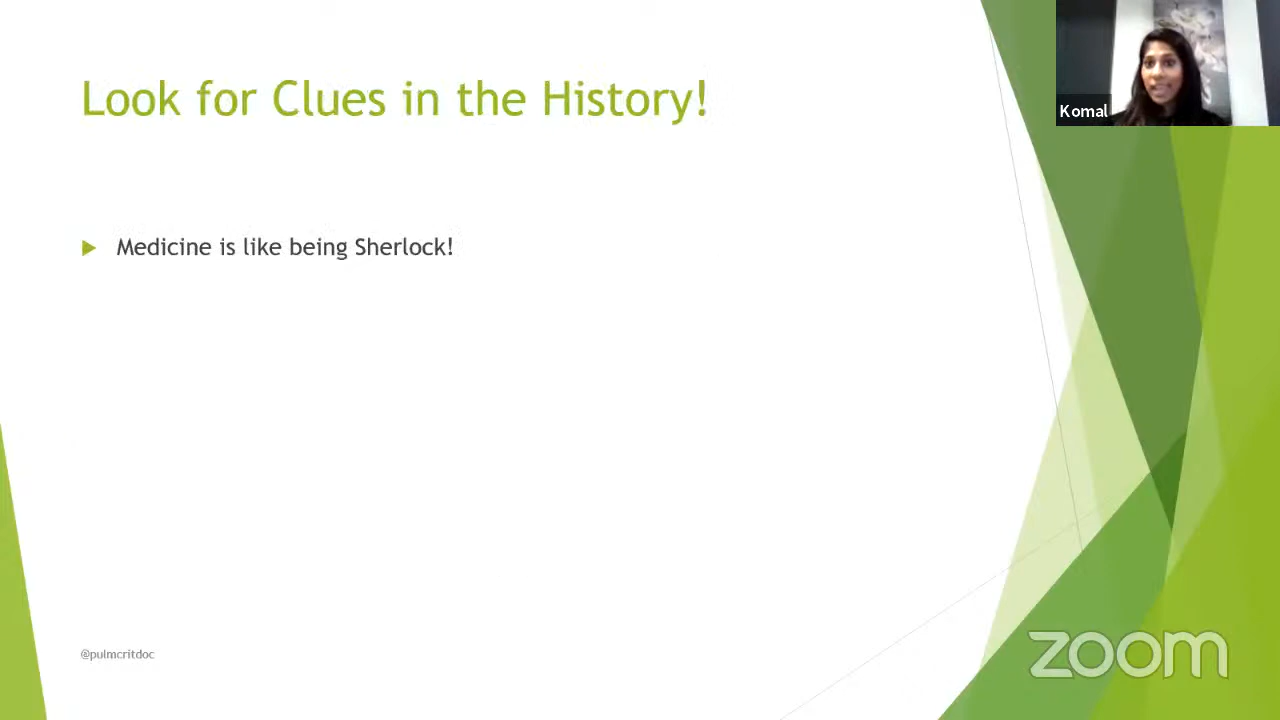 Look for Clues in the History!
Komal
Medicine is like being Sherlock!
@pulmcritdoc
zoom